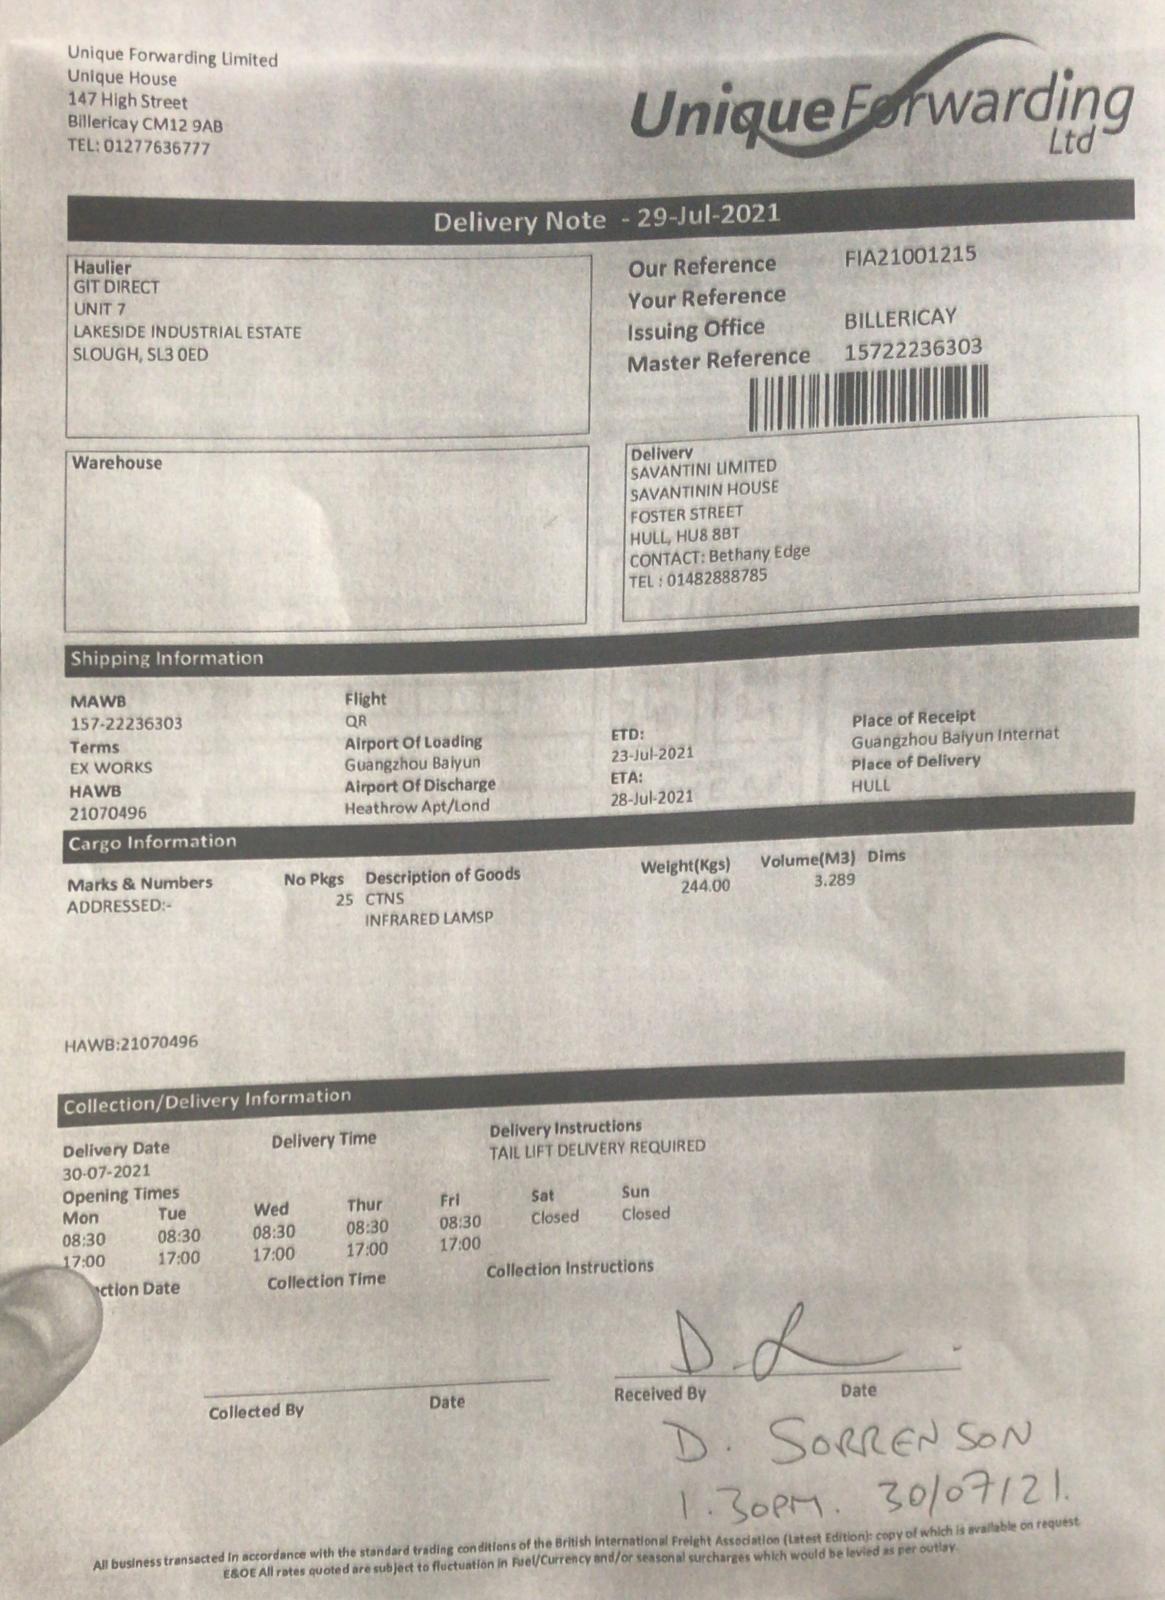 Unique Forwarding Limited
Unique House
147 High Street
Billericay CM12 9AB
TEL: 01277636777
UniqueForwarding
Ltd
Delivery Note - 29-Jul-2021
Haulier
GIT DIRECT
UNIT 7
LAKESIDE INDUSTRIAL ESTATE
SLOUGH, SL3 0ED
Our Reference FIA21001215
Your Reference
Issuing Office BILLERICAY
Master Reference 15722236303
Warehouse
Delivery
SAVANTINI LIMITED
SAVANTININ HOUSE
FOSTER STREET
HULL, HU8 8BT
CONTACT: Bethany Edge
TEL : 01482888785
Shipping Information
MAWB
157-22236303
Terms
EX WORKS
HAWB
21070496
Flight
QR
Airport Of Loading
Guangzhou Baiyun
Airport Of Discharge
Heathrow Apt/Lond
ETD:
23-Jul-2021
ETA:
28-Jul-2021
Place of Receipt
Guangzhou Baiyun Internat
Place of Delivery
HULL
Cargo Information
Marks & Numbers No Pkgs Description of Goods Weight(Kgs) Volume(M3) Dims
ADDRESSED:- 25 CTNS 244.00 3.289
INFRARED LAMSP
HAWB:21070496
Collection/Delivery Information
Delivery Date Delivery Time Delivery Instructions
30-07-2021 TAIL LIFT DELIVERY REQUIRED
Opening Times
Mon Tue Wed Thur Fri Sat Sun
08:30 08:30 08:30 08:30 08:30 Closed Closed
17:00 17:00 17:00 17:00 17:00
ction Date Collection Time Collection Instructions
Collected By Date Received By Date
D. SORRENSON
1.30PM. 30/07/21.
All business transacted in accordance with the standard trading conditions of the British International Freight Association (Latest Edition): copy of which is available on request
E&OE All rates quoted are subject to fluctuation in Fuel/Currency and/or seasonal surcharges which would be levied as per outlay.